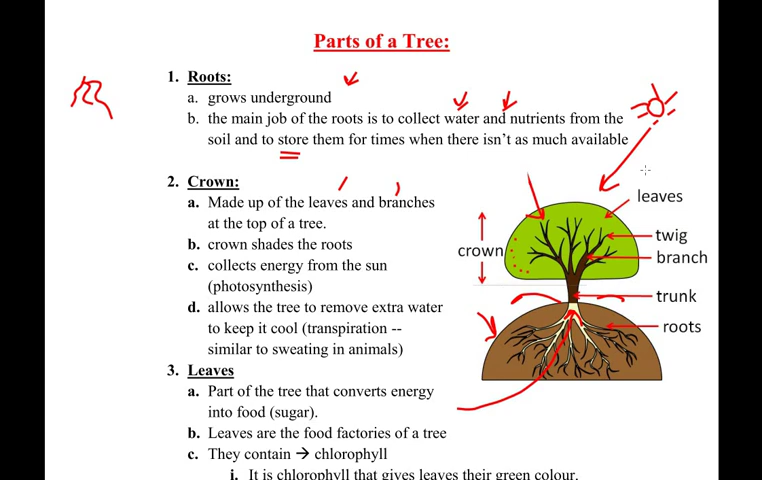 Parts of a Tree:
1. Roots:
a. grows underground
b. the main job of the roots is to collect water and nutrients from the
soil and to store them for times when there isn't as much available
2. Crown:
a. Made up of the leaves and branches
at the top of a tree.
b. crown shades the roots
c. collects energy from the sun
(photosynthesis)
d. allows the tree to remove extra water
to keep it cool (transpiration --
similar to sweating in animals)
3. Leaves
a. Part of the tree that converts energy
into food (sugar).
b. Leaves are the food factories of a tree
c. They contain → chlorophyll
i. It is chlorophyll that gives leaves their green colour.
leaves
twig
crown
branch
trunk
roots